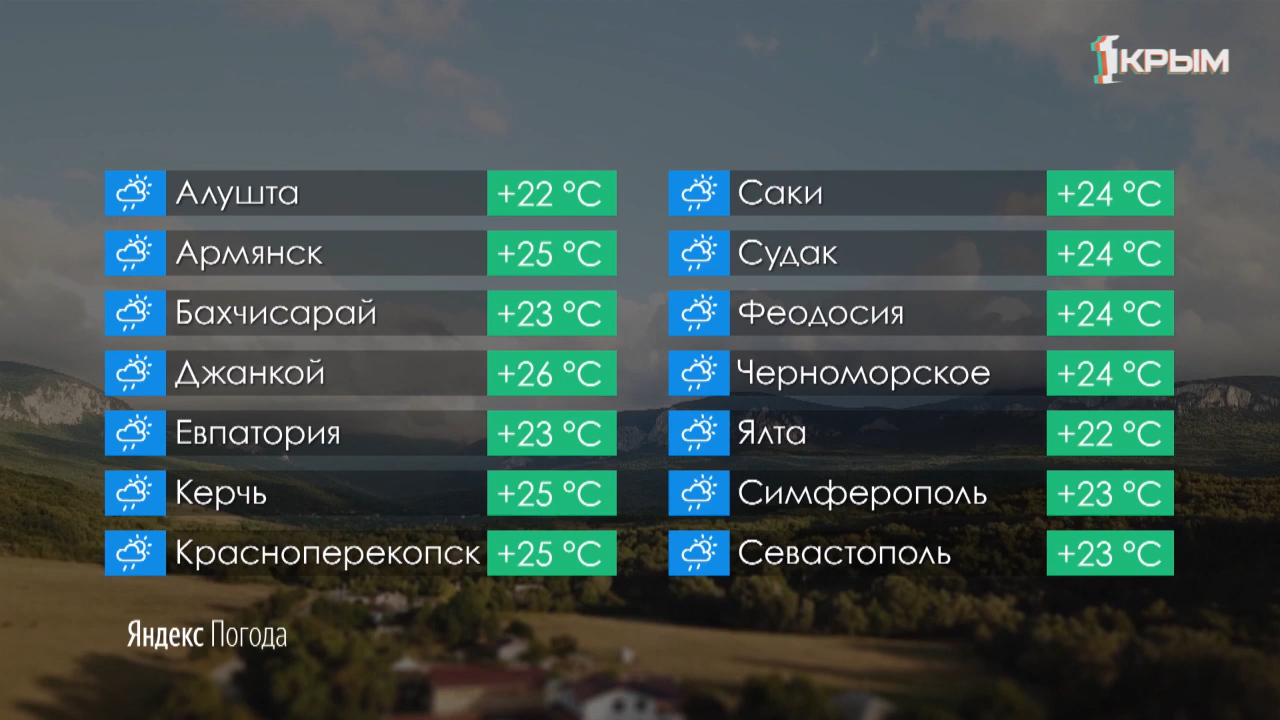 1КРЫМ
Алушта +22 °C
Армянск +25 °C
Бахчисарай +23 °C
Джанкой +26 °C
Евпатория +23 °C
Керчь +25 °C
Красноперекопск +25 °C
Саки +24 °C
Судак +24 °C
Феодосия +24 °C
Черноморское +24 °C
Ялта +22 °C
Симферополь +23 °C
Севастополь +23 °C
Яндекс Погода